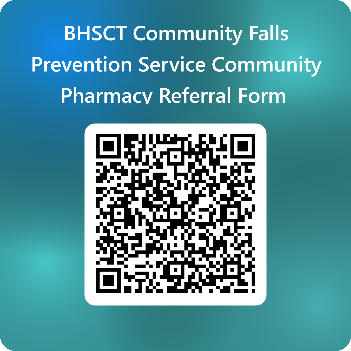 BHSCT Community Falls
Prevention Service Community
Pharmacy Referral Form